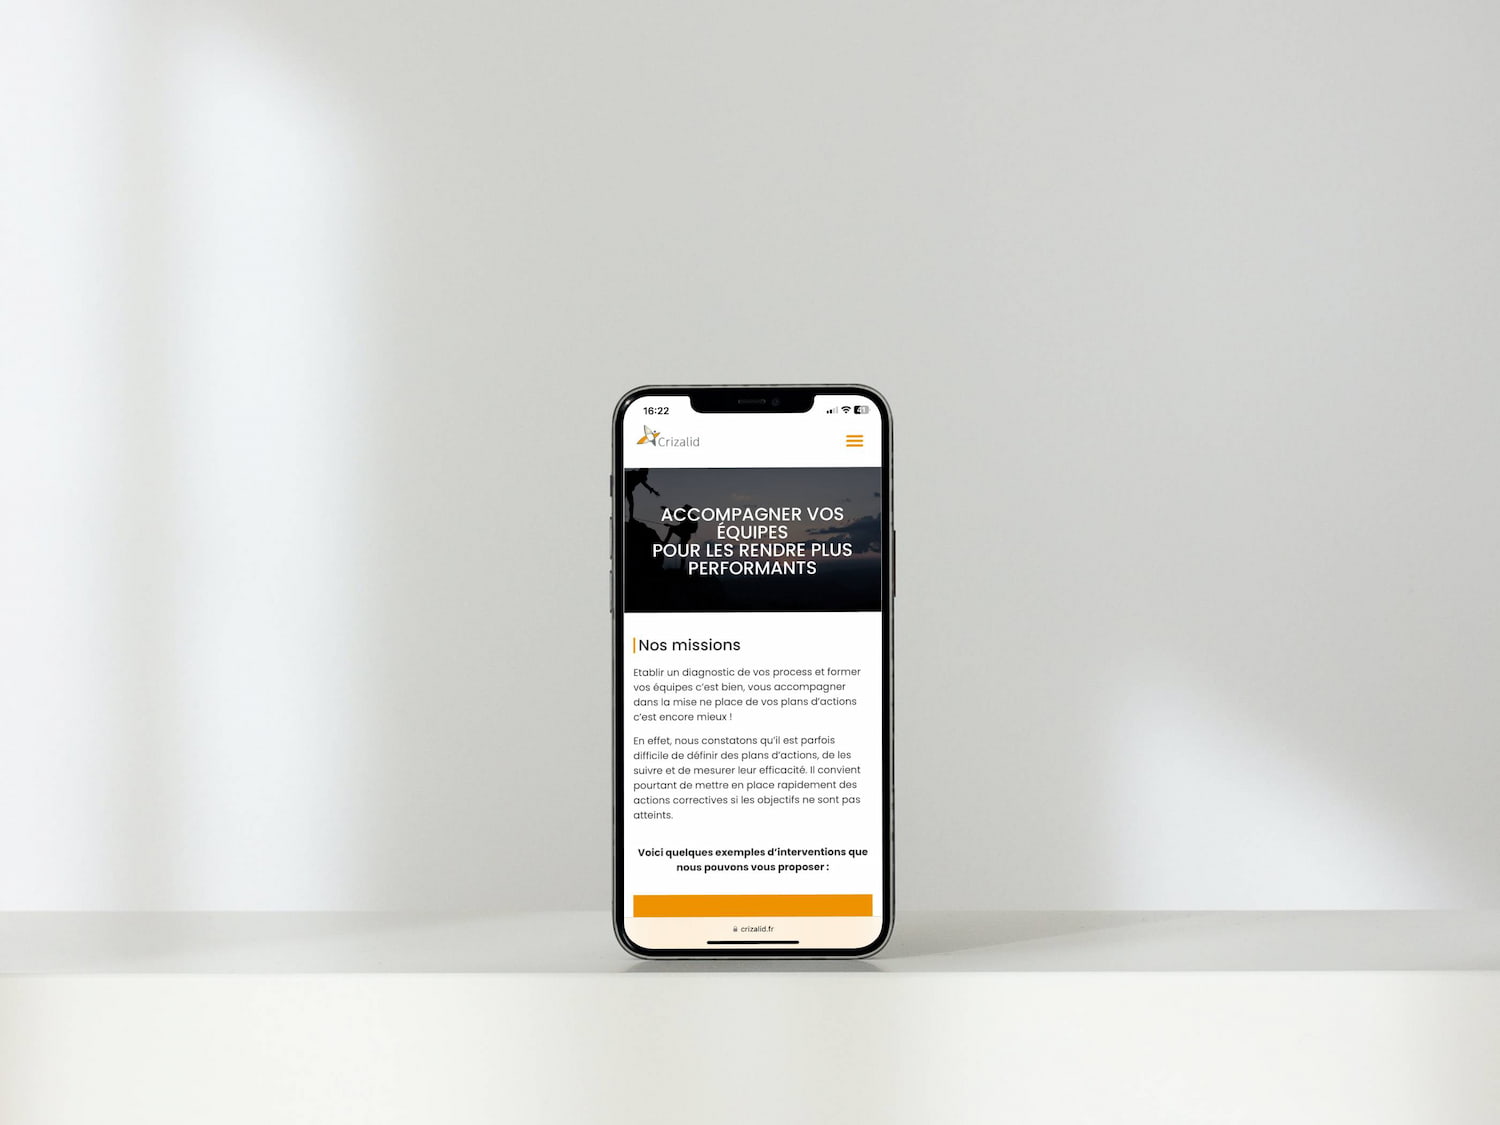 16:22
41
Crizalid
ACCOMPAGNER VOS
ÉQUIPES
POUR LES RENDRE PLUS
PERFORMANTS
Nos missions
Etablir un diagnostic de vos process et former
vos équipes c'est bien, vous accompagner
dans la mise ne place de vos plans d'actions
c'est encore mieux !
En effet, nous constatons qu'il est parfois
difficile de définir des plans d'actions, de les
suivre et de mesurer leur efficacité. Il convient
pourtant de mettre en place rapidement des
actions correctives si les objectifs ne sont pas
atteints.
Voici quelques exemples d'interventions que
nous pouvons vous proposer :
crizalid.fr